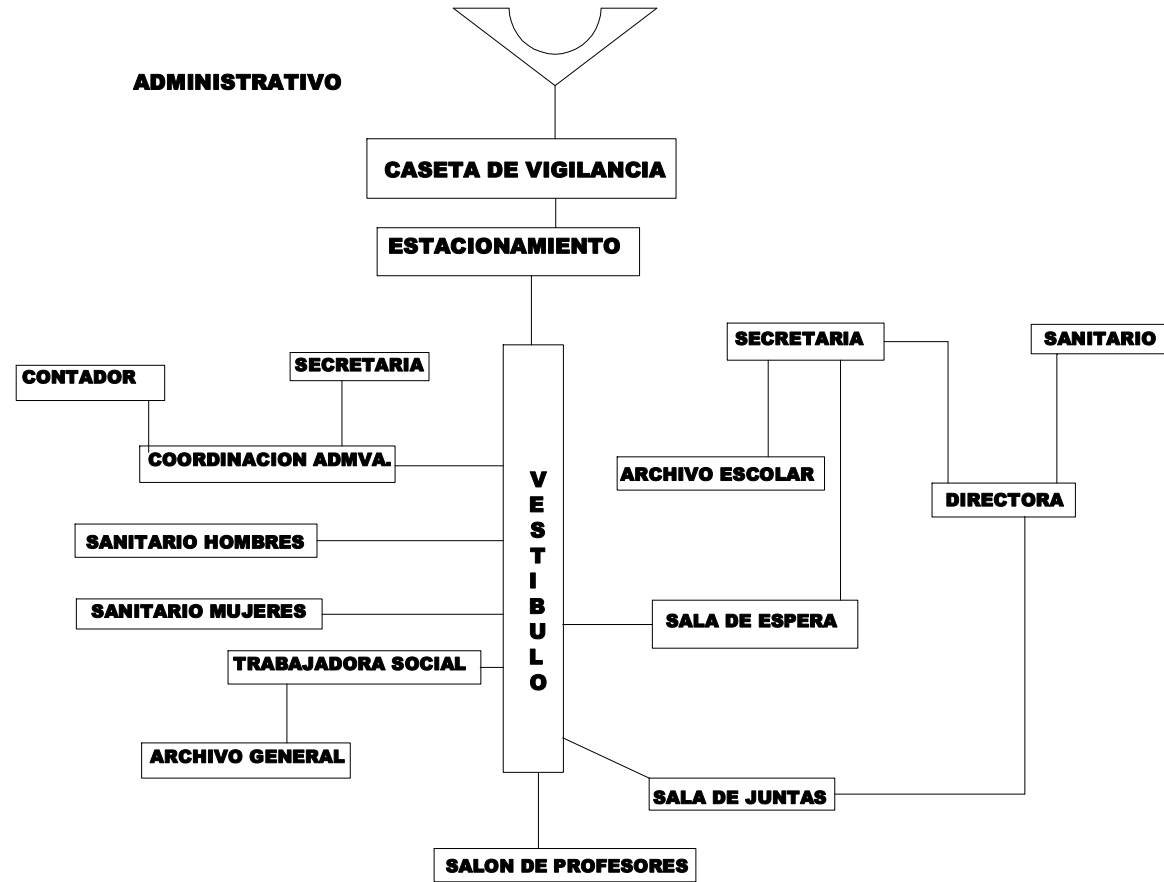 ADMINISTRATIVO
CASETA DE VIGILANCIA
ESTACIONAMIENTO
SECRETARIA
SANITARIO
SECRETARIA
CONTADOR
COORDINACION ADMVA.
ARCHIVO ESCOLAR
DIRECTORA
VESTIBULO
SANITARIO HOMBRES
SANITARIO MUJERES
SALA DE ESPERA
TRABAJADORA SOCIAL
ARCHIVO GENERAL
SALA DE JUNTAS
SALON DE PROFESORES